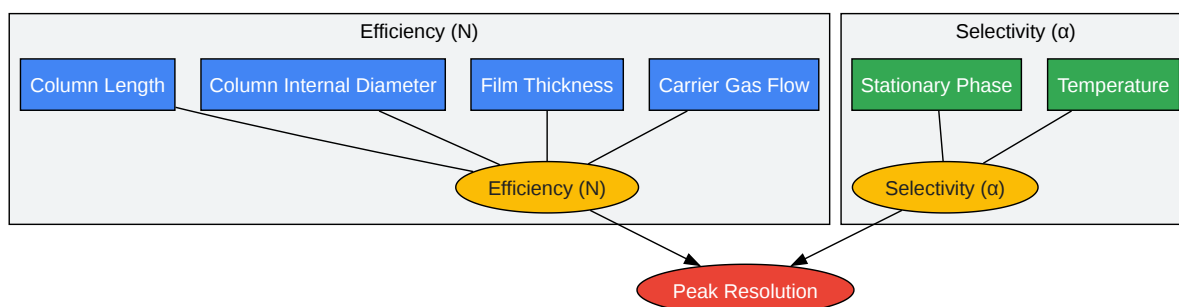 Efficiency (N)
Selectivity (α)
Column Length
Column Internal Diameter
Film Thickness
Carrier Gas Flow
Stationary Phase
Temperature
Efficiency (N)
Selectivity (α)
Peak Resolution